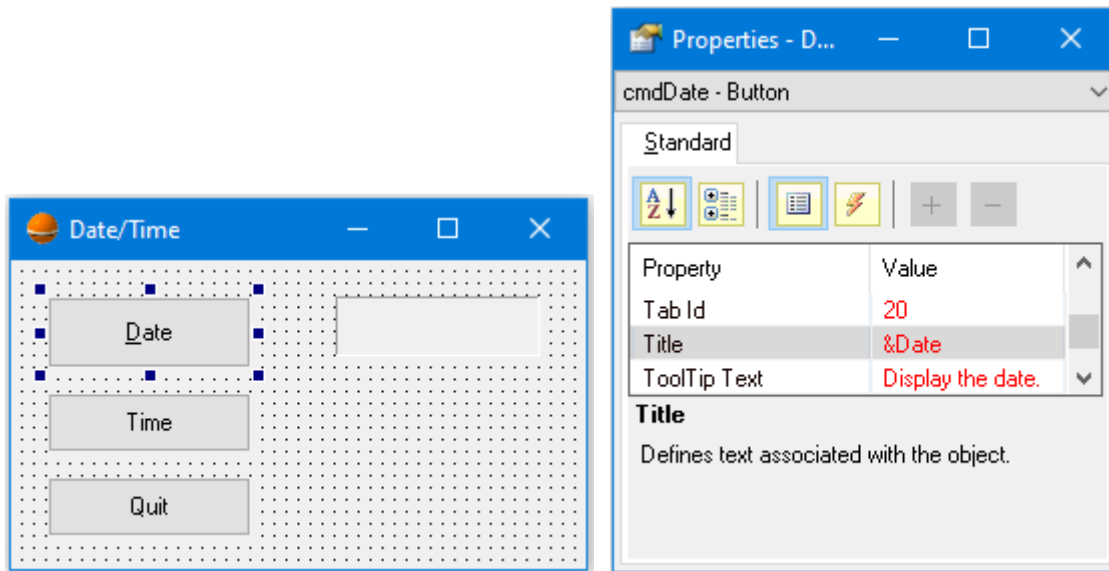 Date/Time
Date
Time
Quit
Properties - D...
cmdDate - Button
Standard
A
Z
Property Value
Tab Id 20
Title &Date
ToolTip Text Display the date.
Title
Defines text associated with the object.